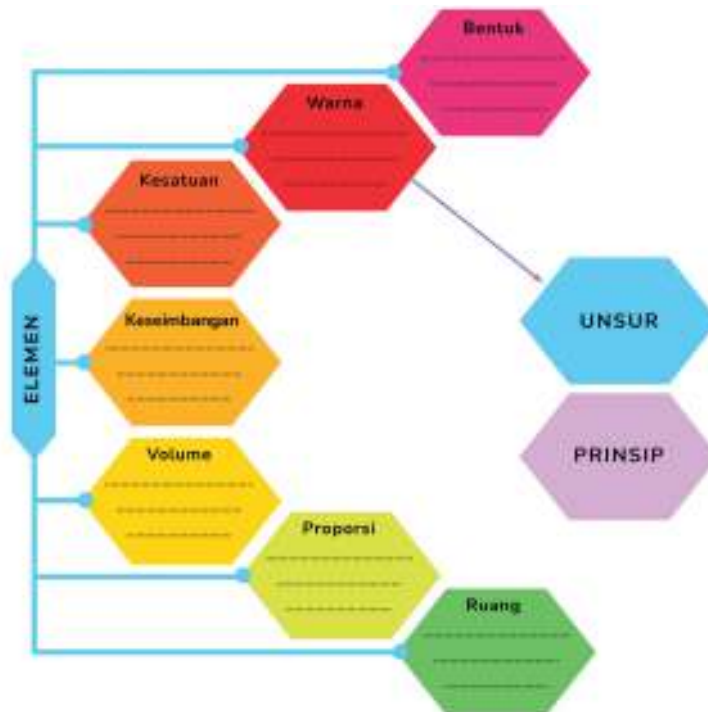 Bentuk
Warna
Kesatuan
Keseimbangan
Volume
Proporsi
Ruang
ELEMEN
UNSUR
PRINSIP